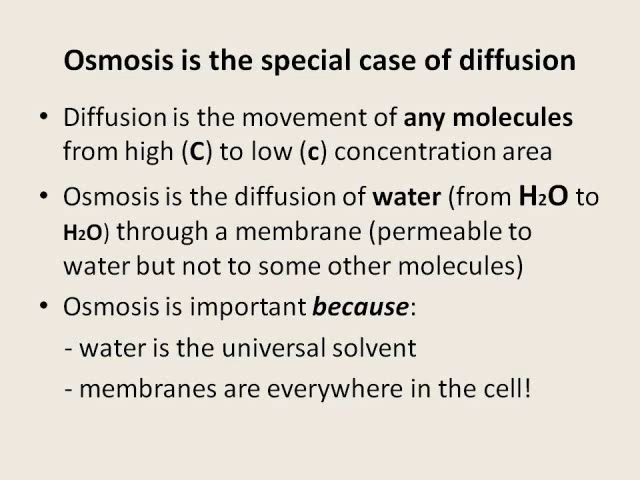 Osmosis is the special case of diffusion
• Diffusion is the movement of any molecules
from high (C) to low (c) concentration area
• Osmosis is the diffusion of water (from H2O to
H2O) through a membrane (permeable to
water but not to some other molecules)
• Osmosis is important because:
- water is the universal solvent
- membranes are everywhere in the cell!